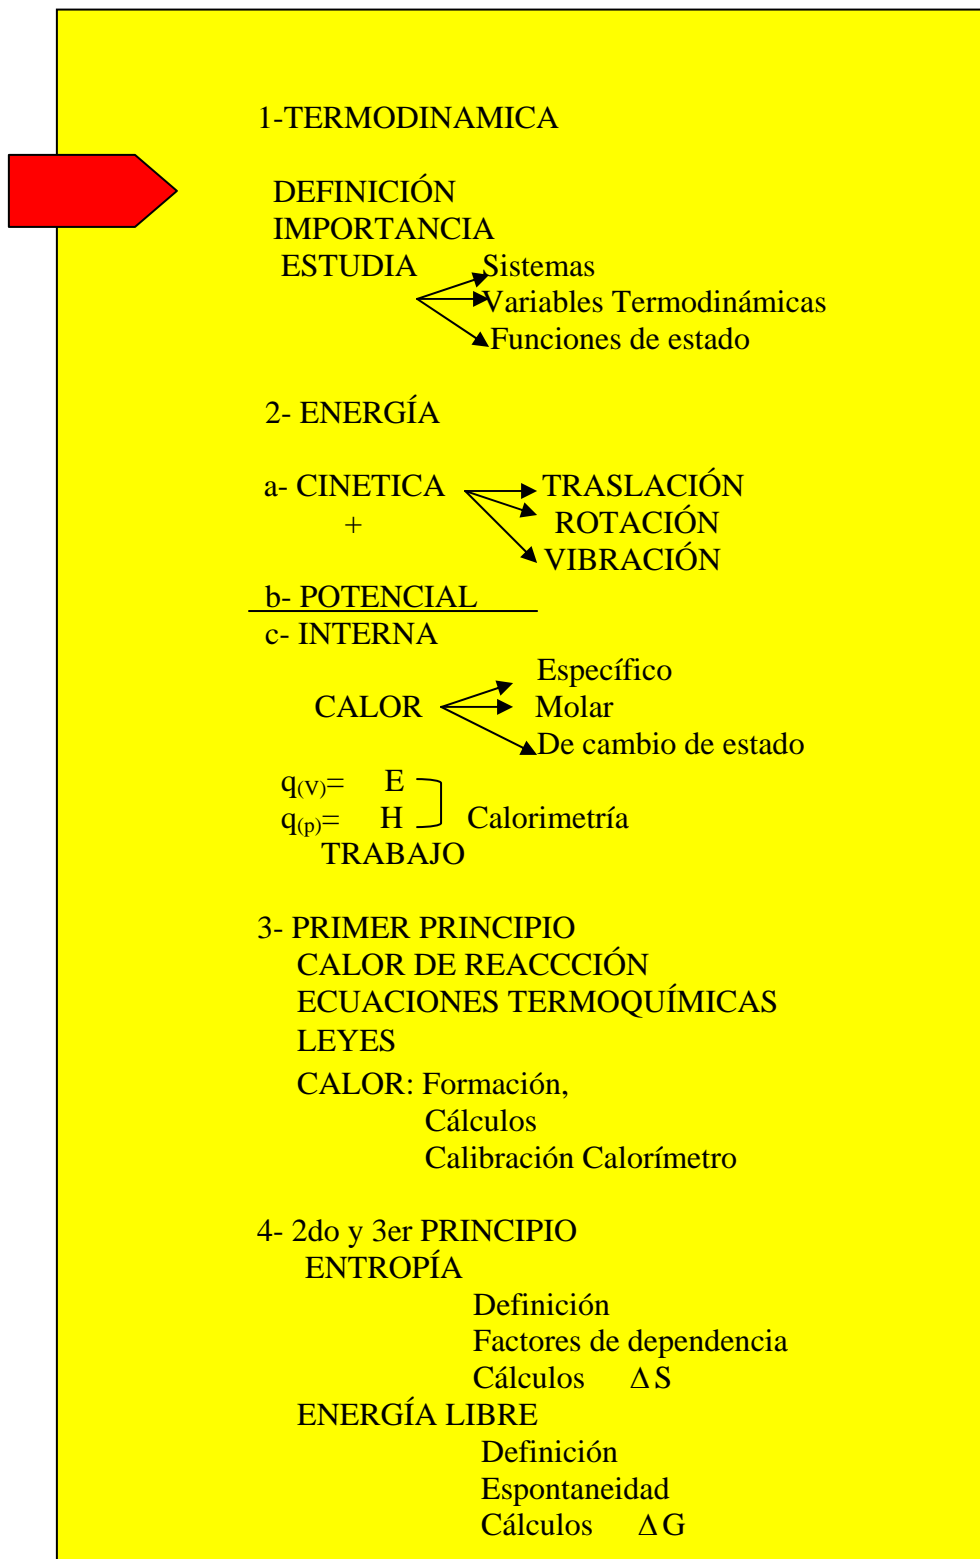 1-TERMODINAMICA
DEFINICIÓN
IMPORTANCIA
ESTUDIA Sistemas
Variables Termodinámicas
Funciones de estado
2- ENERGÍA
a- CINETICA TRASLACIÓN
+ ROTACIÓN
VIBRACIÓN
b- POTENCIAL
c- INTERNA
Específico
CALOR Molar
De cambio de estado
q(V)= E
q(p)= H Calorimetría
TRABAJO
3- PRIMER PRINCIPIO
CALOR DE REACCCIÓN
ECUACIONES TERMOQUÍMICAS
LEYES
CALOR: Formación,
Cálculos
Calibración Calorímetro
4- 2do y 3er PRINCIPIO
ENTROPÍA
Definición
Factores de dependencia
Cálculos ΔS
ENERGÍA LIBRE
Definición
Espontaneidad
Cálculos ΔG